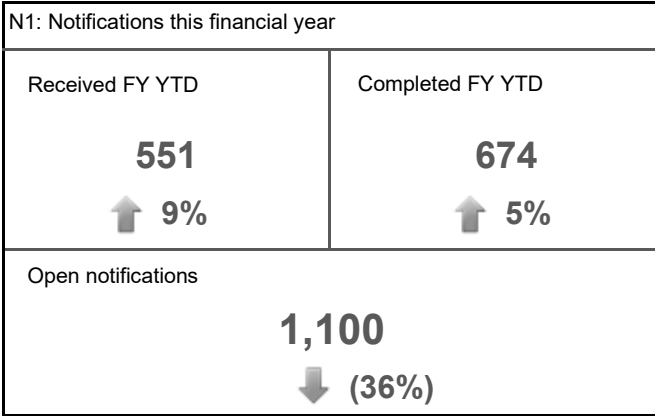 N1: Notifications this financial year
Received FY YTD
551
9%
Completed FY YTD
674
5%
Open notifications
1,100
(36%)